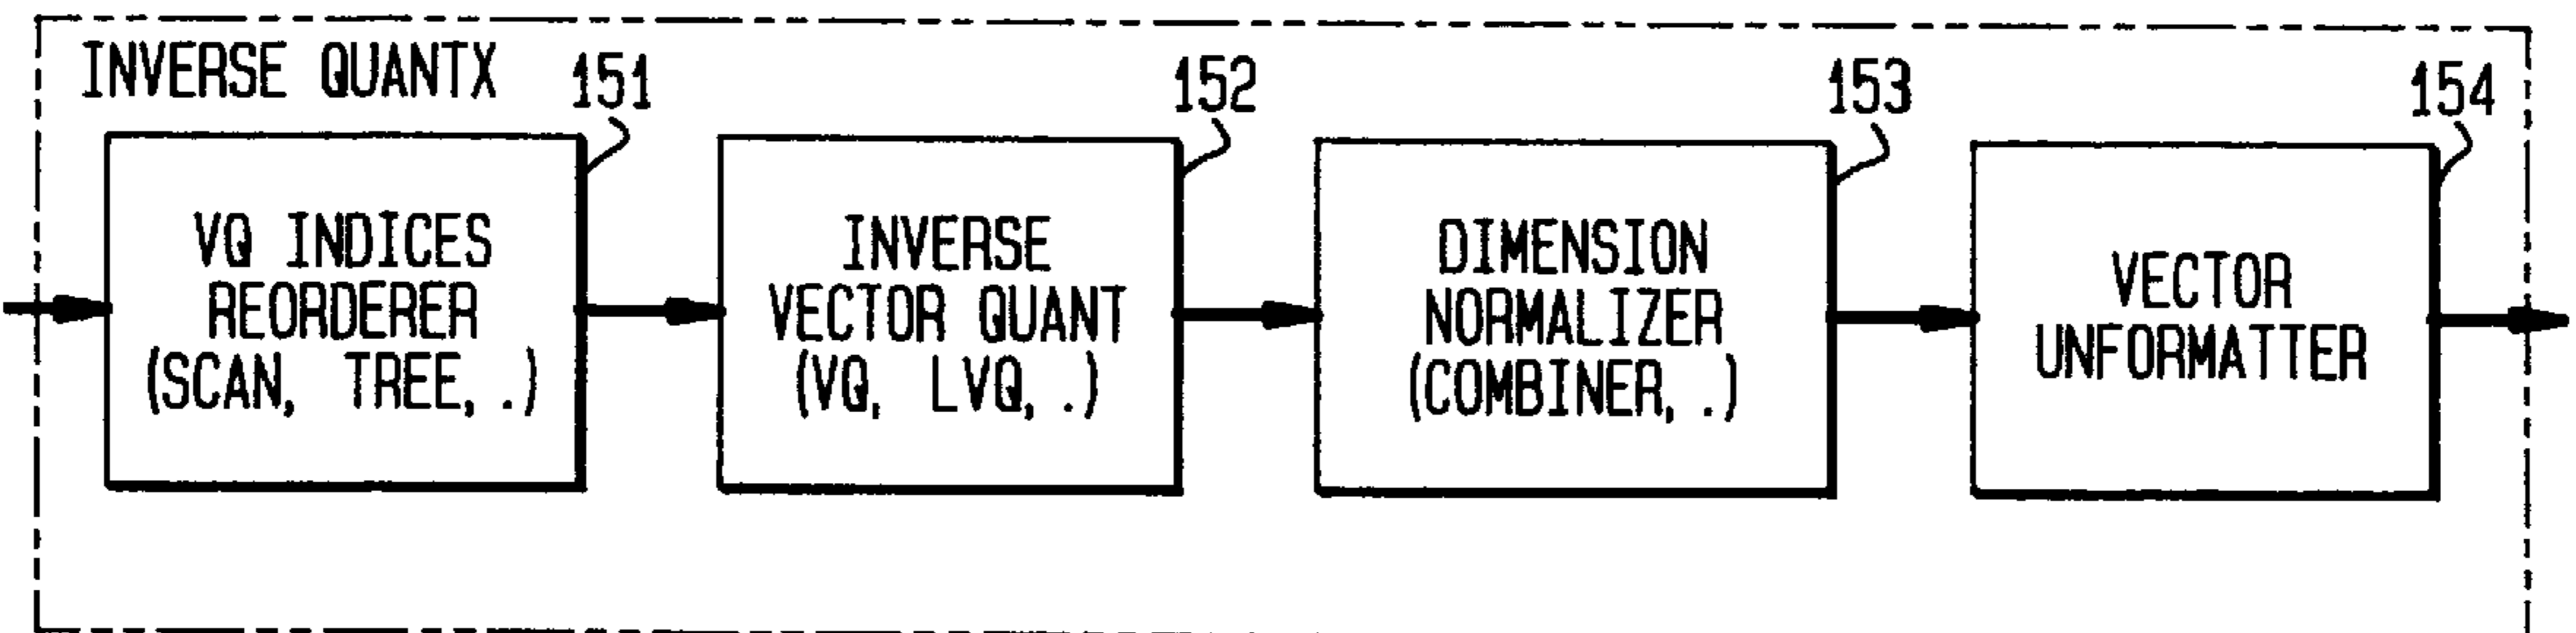 INVERSE QUANTX
151
152
153
154
VQ INDICES
REORDERER
(SCAN, TREE, .)
INVERSE
VECTOR QUANT
(VQ, LVQ, .)
DIMENSION
NORMALIZER
(COMBINER, .)
VECTOR
UNFORMATTER